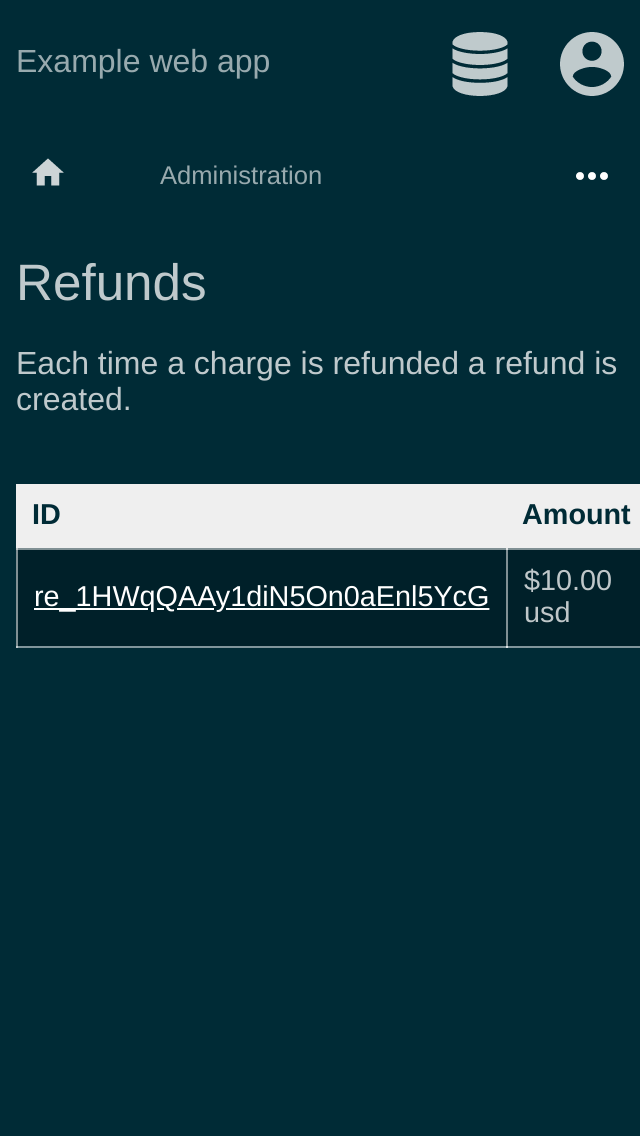 Example web app
Administration
Refunds
Each time a charge is refunded a refund is
created.
ID Amount
re_1HWqQAAy1diN5On0aEnl5YcG $10.00
usd